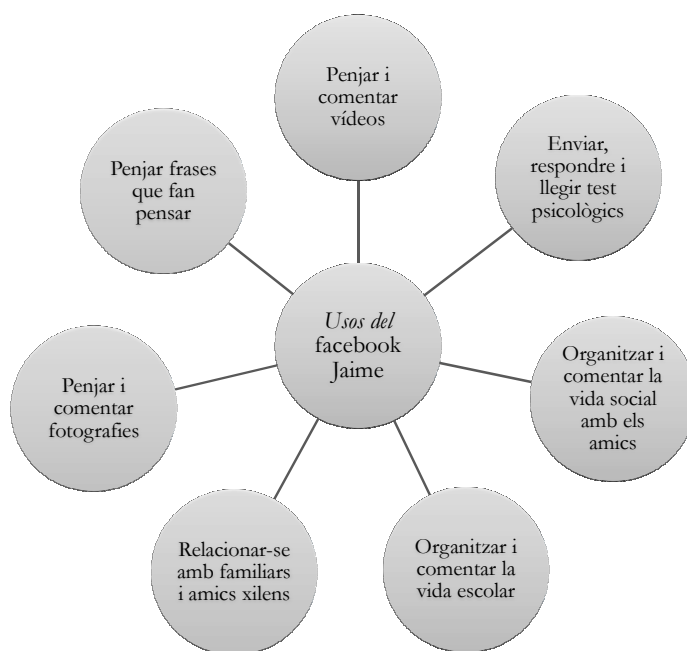 Penjar i
comentar
vídeos
Enviar,
respondre i
llegir test
psicològics
Organitzar i
comentar la
vida social
amb els
amics
Organitzar i
comentar la
vida escolar
Relacionar-se
amb familiars
i amics xilens
Penjar i
comentar
fotografies
Penjar frases
que fan
pensar
Usos del
facebook
Jaime